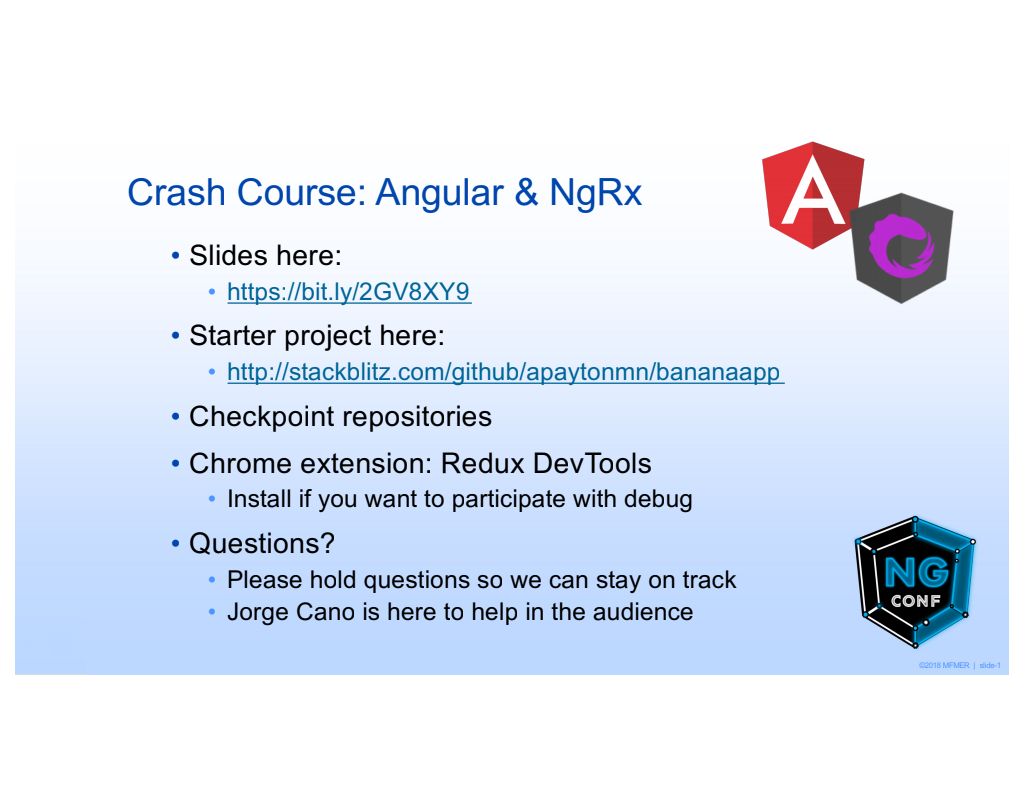 Crash Course: Angular & NgRx
• Slides here:
• https://bit.ly/2GV8XY9
• Starter project here:
• http://stackblitz.com/github/apaytonmn/bananaapp
• Checkpoint repositories
• Chrome extension: Redux DevTools
• Install if you want to participate with debug
• Questions?
• Please hold questions so we can stay on track
• Jorge Cano is here to help in the audience
A
NG
CONF
©2018 MFMER | slide-1